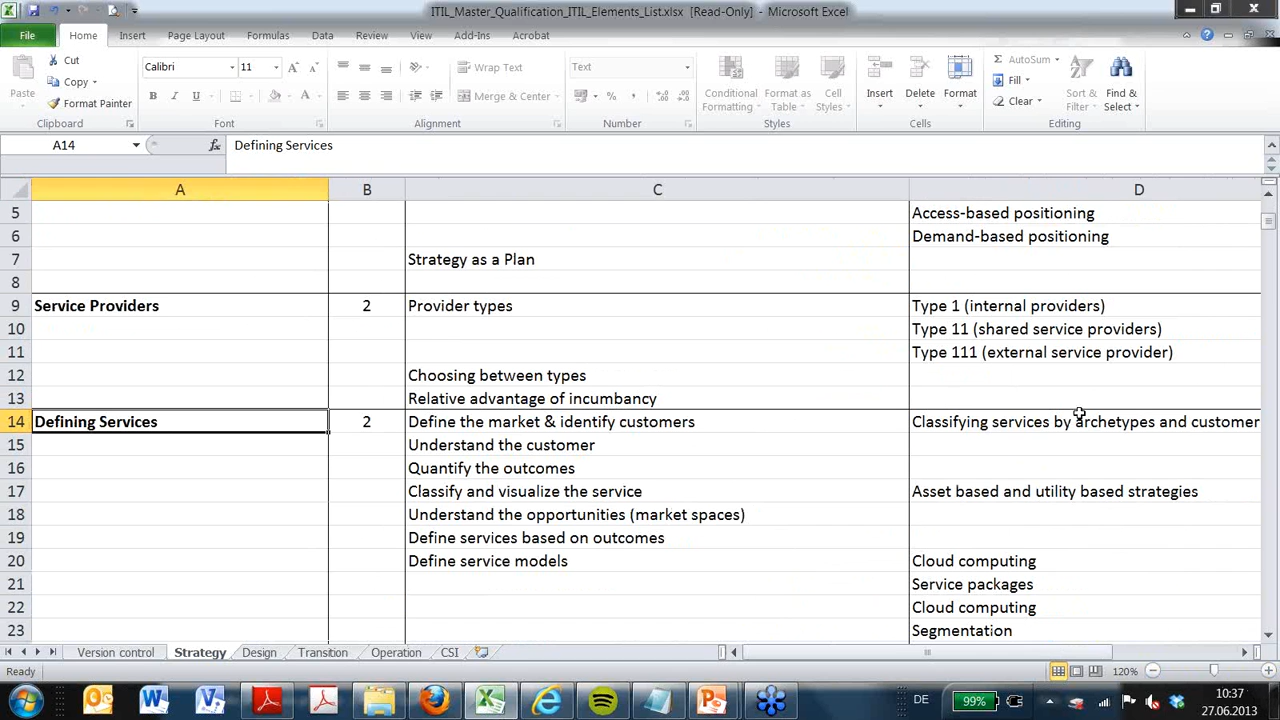 ITIL_Master_Qualification_ITIL_Elements_List.xlsx [Read-Only] - Microsoft Excel
File Home Insert Page Layout Formulas Data Review View Add-Ins Acrobat
Cut
Copy
Format Painter
Paste
Clipboard
Calibri 11
B I U
Font
Wrap Text
Merge & Center
Alignment
Text
Number
Conditional Formatting
Format as Table
Cell Styles
Styles
Insert Delete Format
Cells
AutoSum
Fill
Clear
Sort & Filter
Find & Select
Editing
A14 fx Defining Services
A B C D
5 Access-based positioning
6 Demand-based positioning
7 Strategy as a Plan
8
9 Service Providers 2 Provider types Type 1 (internal providers)
10 Type 11 (shared service providers)
11 Type 111 (external service provider)
12 Choosing between types
13 Relative advantage of incumbancy
14 Defining Services 2 Define the market & identify customers Classifying services by archetypes and customer
15 Understand the customer
16 Quantify the outcomes
17 Classify and visualize the service Asset based and utility based strategies
18 Understand the opportunities (market spaces)
19 Define services based on outcomes
20 Define service models Cloud computing
21 Service packages
22 Cloud computing
23 Segmentation
Version control Strategy Design Transition Operation CSI
Ready 120%
DE 99% 10:37
27.06.2013